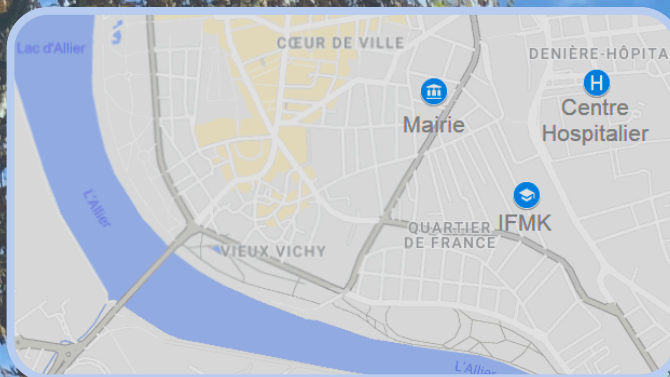 Lac d'Allier
CŒUR DE VILLE
DENIÈRE-HÔPITA
H
Centre
Hospitalier
Mairie
L'Allier
IFMK
QUARTIER
DE FRANCE
VIEUX VICHY
L'Allier